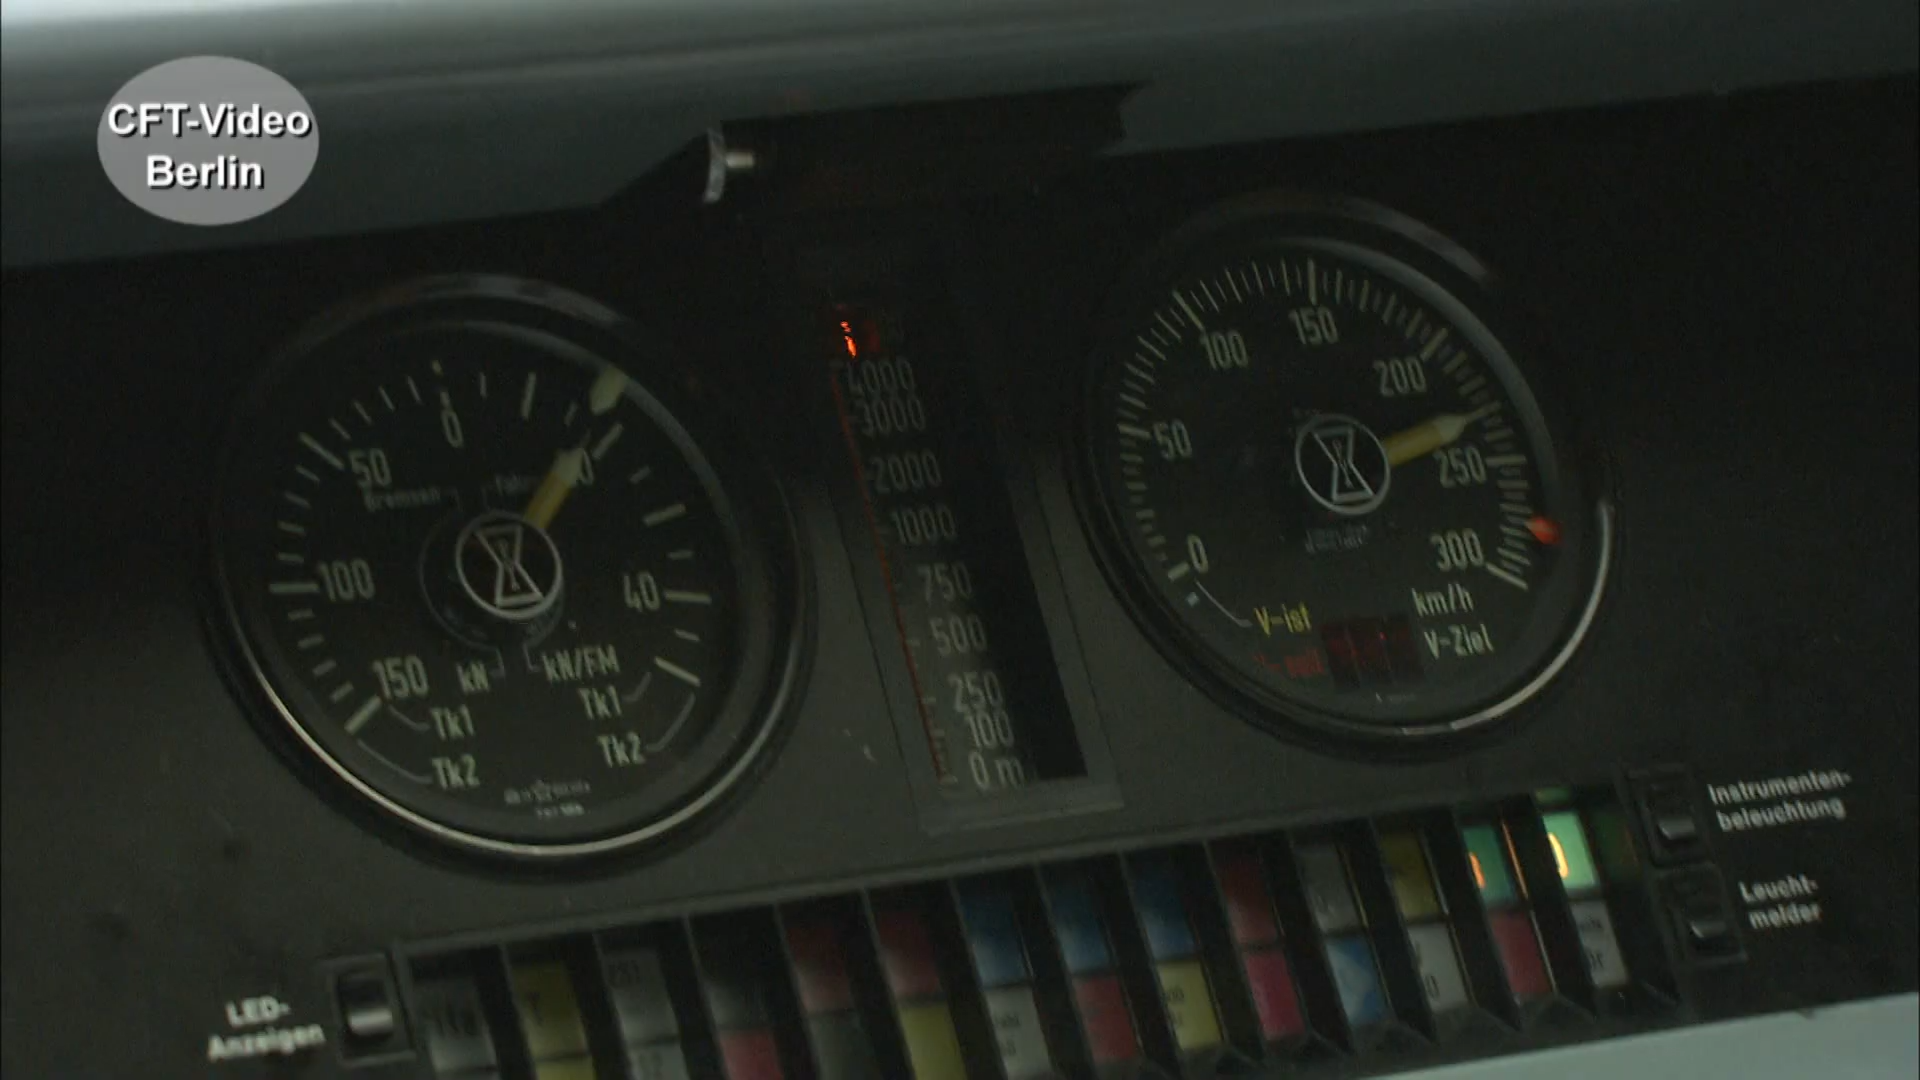 CFT-Video
Berlin
0
50
100
150
40
Bremsen
kN
kN/FM
Tk1
Tk2
Tk1
Tk2
4000
3000
2000
1000
750
500
250
100
0 m
0
50
100
150
200
250
300
km/h
V-ist
V-soll
V-Ziel
Instrumenten-
beleuchtung
Leucht-
melder
LED-
Anzeigen